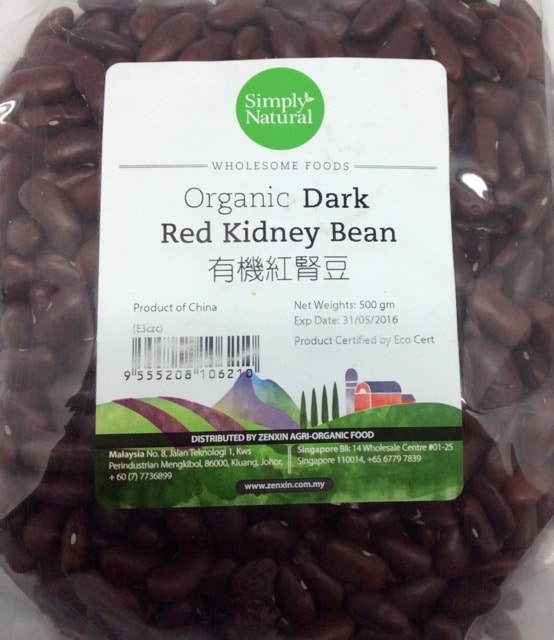 Simply
Natural
WHOLESOME FOODS
Organic Dark
Red Kidney Bean
有機紅腎豆
Product of China
(E3czc)
9 555208 106210
Net Weights: 500 gm
Exp Date: 31/05/2016
Product Certified by Eco Cert
DISTRIBUTED BY ZENXIN AGRI-ORGANIC FOOD
Malaysia No. 8, Jalan Teknologi 1, Kws
Perindustrian Mengkibol, 86000, Kluang, Johor,
+ 60 (7) 7736899
Singapore Blk 14 Wholesale Centre #01-25
Singapore 110014, +65 6779 7839
www.zenxin.com.my